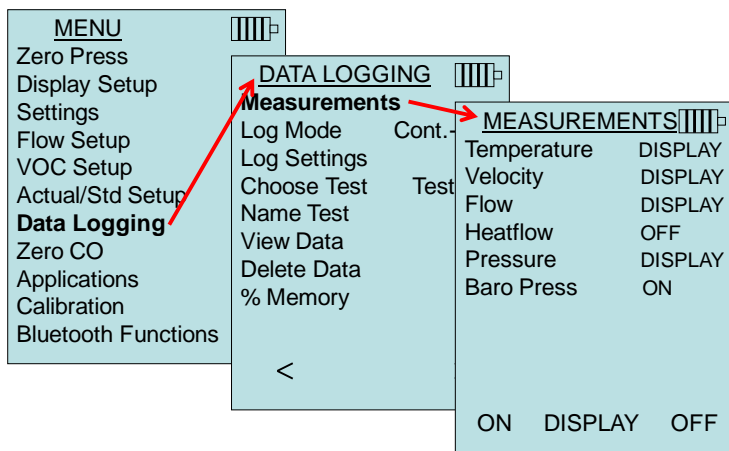 MENU
Zero Press
Display Setup
Settings
Flow Setup
VOC Setup
Actual/Std Setup
Data Logging
Zero CO
Applications
Calibration
Bluetooth Functions
DATA LOGGING
Measurements
Log Mode Cont.-
Log Settings
Choose Test Test
Name Test
View Data
Delete Data
% Memory
<
MEASUREMENTS
Temperature DISPLAY
Velocity DISPLAY
Flow DISPLAY
Heatflow OFF
Pressure DISPLAY
Baro Press ON
ON DISPLAY OFF